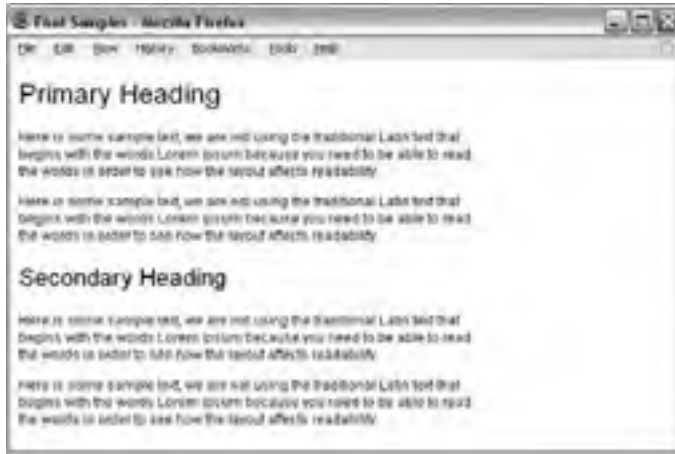 Font Samples - Mozilla Firefox
File Edit View History Bookmarks Tools Help
Primary Heading
Here is some sample text, we are not using the traditional Latin text that
begins with the words Lorem ipsum because you need to be able to read
the words in order to see how the layout affects readability.
Here is some sample text, we are not using the traditional Latin text that
begins with the words Lorem ipsum because you need to be able to read
the words in order to see how the layout affects readability.
Secondary Heading
Here is some sample text, we are not using the traditional Latin text that
begins with the words Lorem ipsum because you need to be able to read
the words in order to see how the layout affects readability.
Here is some sample text, we are not using the traditional Latin text that
begins with the words Lorem ipsum because you need to be able to read
the words in order to see how the layout affects readability.